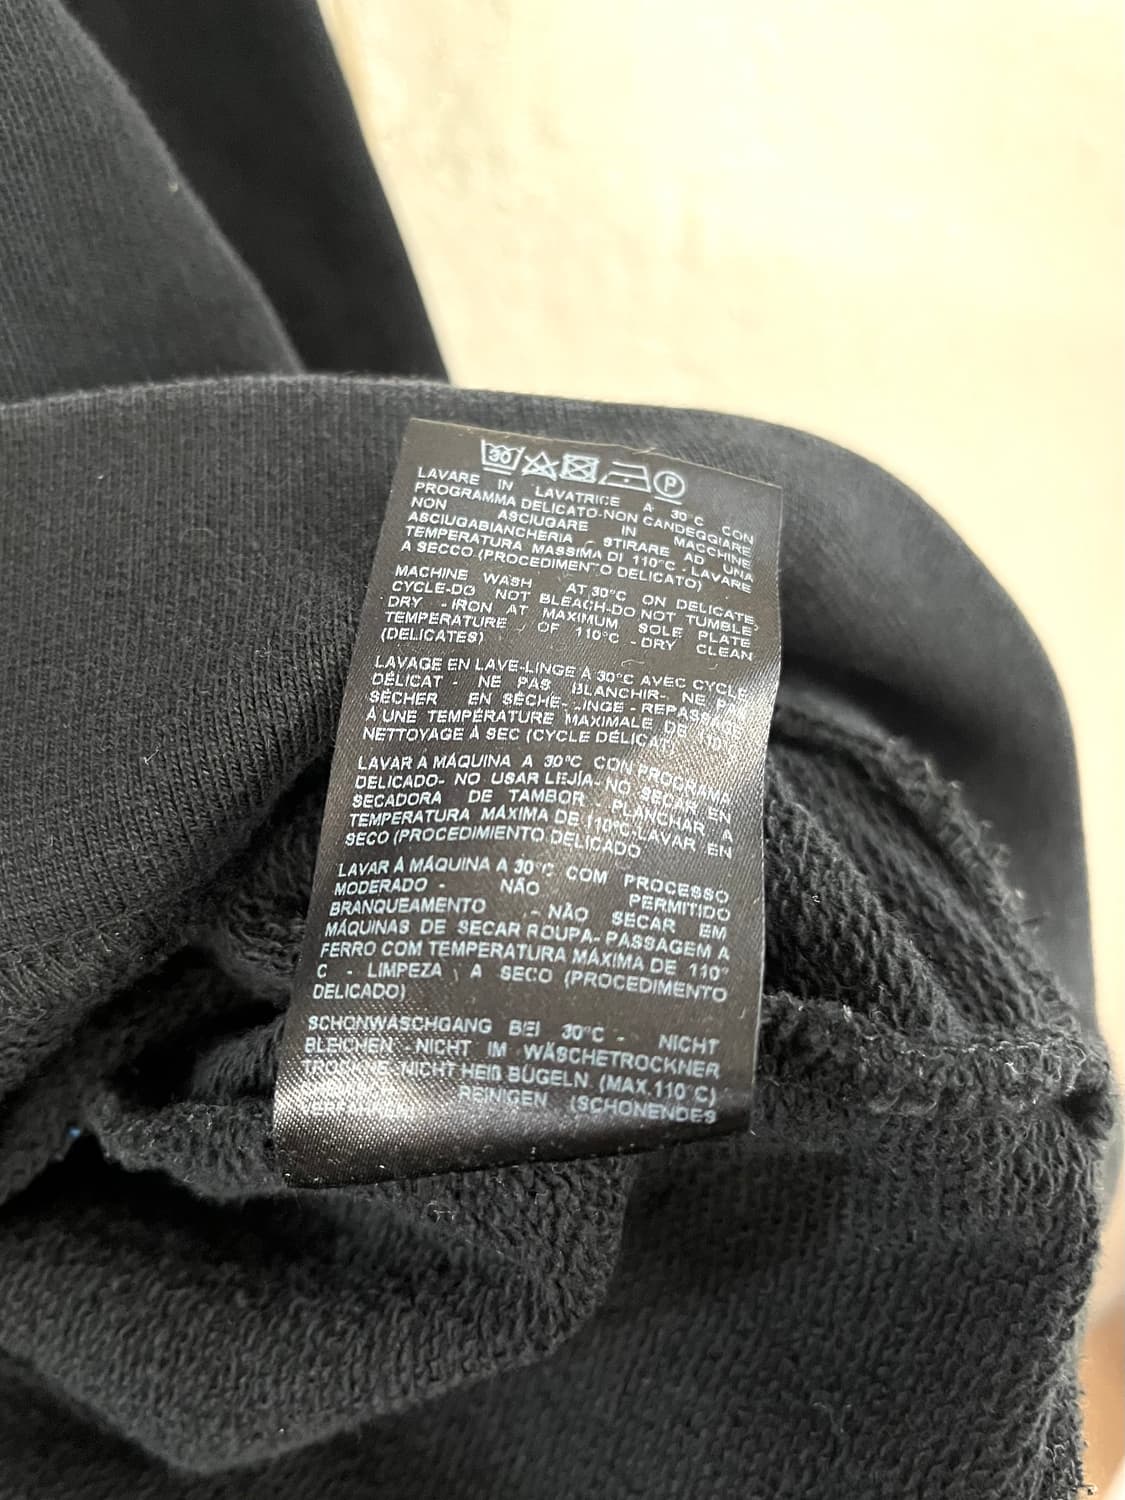 30 P
LAVARE IN LAVATRICE A 30°C CON
PROGRAMMA DELICATO-NON CANDEGGIARE
NON ASCIUGARE IN MACCHINE
ASCIUGABIANCHERIA - STIRARE AD UNA
TEMPERATURA MASSIMA DI 110°C - LAVARE
A SECCO (PROCEDIMENTO DELICATO)
MACHINE WASH AT 30°C ON DELICATE
CYCLE-DO NOT BLEACH-DO NOT TUMBLE
DRY - IRON AT MAXIMUM SOLE PLATE
TEMPERATURE OF 110°C - DRY CLEAN
(DELICATES)
LAVAGE EN LAVE-LINGE À 30°C AVEC CYCLE
DÉLICAT - NE PAS BLANCHIR- NE
SÉCHER EN SÈCHE-LINGE - REPASSAGE
À UNE TEMPÉRATURE MAXIMALE DE
NETTOYAGE À SEC (CYCLE DÉLICAT)
LAVAR A MÁQUINA A 30°C CON PROGRAMA
DELICADO- NO USAR LEJÍA- NO SECAR EN
SECADORA DE TAMBOR - PLANCHAR A
TEMPERATURA MÁXIMA DE 110°C-LAVAR EN
SECO (PROCEDIMIENTO DELICADO
LAVAR À MÁQUINA A 30°C COM PROCESSO
MODERADO - NÃO PERMITIDO
BRANQUEAMENTO - NÃO SECAR EM
MÁQUINAS DE SECAR ROUPA- PASSAGEM A
FERRO COM TEMPERATURA MÁXIMA DE 110°
C - LIMPEZA A SECO (PROCEDIMENTO
DELICADO)
SCHONWASCHGANG BEI 30°C - NICHT
BLEICHEN NICHT IM WÄSCHETROCKNER
NICHT HEIß BÜGELN (MAX.110°C)
REINIGEN (SCHONENDES